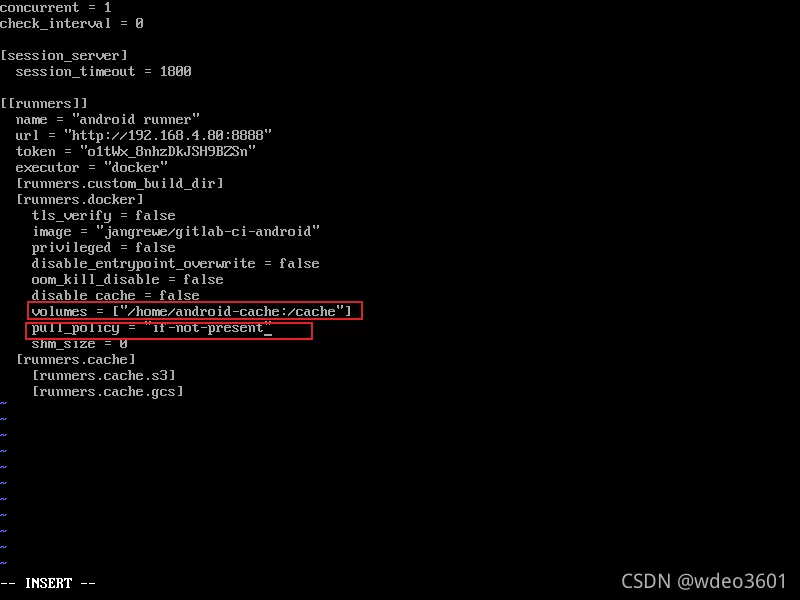 concurrent = 1
check_interval = 0
[session_server]
session_timeout = 1800
[[runners]]
name = "android runner"
url = "http://192.168.4.80:8888"
token = "o1tWx_8nhzDkJSH9BZSn"
executor = "docker"
[runners.custom_build_dir]
[runners.docker]
tls_verify = false
image = "jangrewe/gitlab-ci-android"
privileged = false
disable_entrypoint_overwrite = false
oom_kill_disable = false
disable_cache = false
volumes = ["/home/android-cache:/cache"]
pull_policy = "if-not-present"
shm_size = 0
[runners.cache]
[runners.cache.s3]
[runners.cache.gcs]
~
~
~
~
~
~
~
~
~
~
~
-- INSERT --
CSDN @wdeo3601